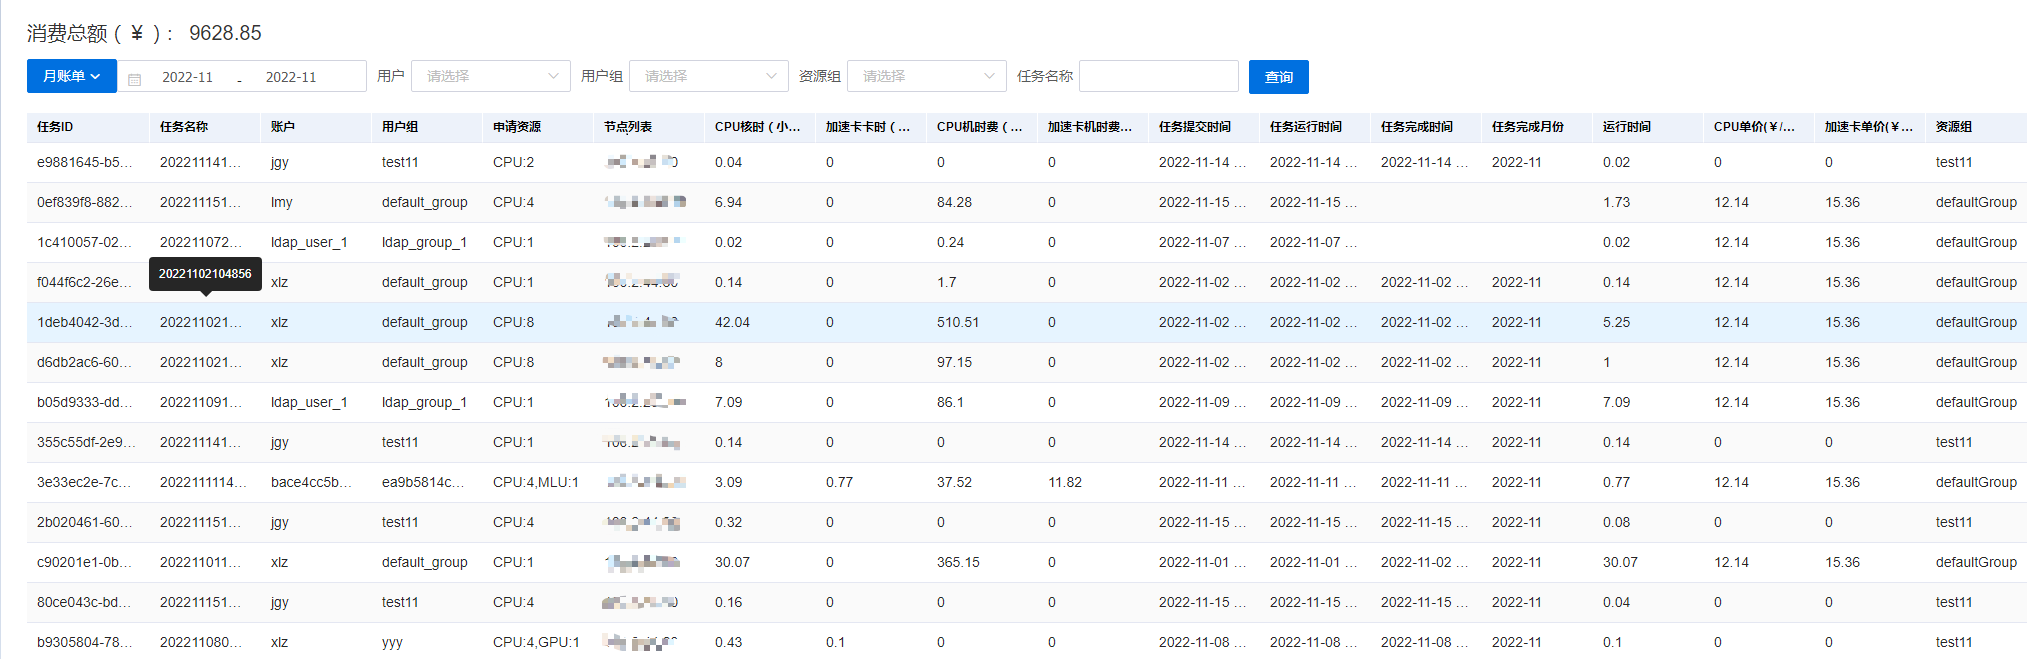 消费总额（¥）： 9628.85
月账单 2022-11 - 2022-11 用户 请选择 用户组 请选择 资源组 请选择 任务名称 查询
任务ID 任务名称 账户 用户组 申请资源 节点列表 CPU核时（小... 加速卡卡时（... CPU机时费（... 加速卡机时费... 任务提交时间 任务运行时间 任务完成时间 任务完成月份 运行时间 CPU单价(¥/... 加速卡单价(¥... 资源组
e9881645-b5... 202211141... jgy test11 CPU:2 0.04 0 0 0 2022-11-14 ... 2022-11-14 ... 2022-11-14 ... 2022-11 0.02 0 0 test11
0ef839f8-882... 202211151... lmy default_group CPU:4 6.94 0 84.28 0 2022-11-15 ... 2022-11-15 ... 1.73 12.14 15.36 defaultGroup
1c410057-02... 202211072... ldap_user_1 ldap_group_1 CPU:1 0.02 0 0.24 0 2022-11-07 ... 2022-11-07 ... 0.02 12.14 15.36 defaultGroup
20221102104856
f044f6c2-26e... xlz default_group CPU:1 0.14 0 1.7 0 2022-11-02 ... 2022-11-02 ... 2022-11-02 ... 2022-11 0.14 12.14 15.36 defaultGroup
1deb4042-3d... 202211021... xlz default_group CPU:8 42.04 0 510.51 0 2022-11-02 ... 2022-11-02 ... 2022-11-02 ... 2022-11 5.25 12.14 15.36 defaultGroup
d6db2ac6-60... 202211021... xlz default_group CPU:8 8 0 97.15 0 2022-11-02 ... 2022-11-02 ... 2022-11-02 ... 2022-11 1 12.14 15.36 defaultGroup
b05d9333-dd... 202211091... ldap_user_1 ldap_group_1 CPU:1 7.09 0 86.1 0 2022-11-09 ... 2022-11-09 ... 2022-11-09 ... 2022-11 7.09 12.14 15.36 defaultGroup
355c55df-2e9... 202211141... jgy test11 CPU:1 0.14 0 0 0 2022-11-14 ... 2022-11-14 ... 2022-11-14 ... 2022-11 0.14 0 0 test11
3e33ec2e-7c... 2022111114... bace4cc5b... ea9b5814c... CPU:4,MLU:1 3.09 0.77 37.52 11.82 2022-11-11 ... 2022-11-11 ... 2022-11-11 ... 2022-11 0.77 12.14 15.36 defaultGroup
2b020461-60... 202211151... jgy test11 CPU:4 0.32 0 0 0 2022-11-15 ... 2022-11-15 ... 2022-11-15 ... 2022-11 0.08 0 0 test11
c90201e1-0b... 202211011... xlz default_group CPU:1 30.07 0 365.15 0 2022-11-01 ... 2022-11-01 ... 2022-11-02 ... 2022-11 30.07 12.14 15.36 defaultGroup
80ce043c-bd... 202211151... jgy test11 CPU:4 0.16 0 0 0 2022-11-15 ... 2022-11-15 ... 2022-11-15 ... 2022-11 0.04 0 0 test11
b9305804-78... 202211080... xlz yyy CPU:4,GPU:1 0.43 0.1 0 0 2022-11-08 ... 2022-11-08 ... 2022-11-08 ... 2022-11 0.1 0 0 test11